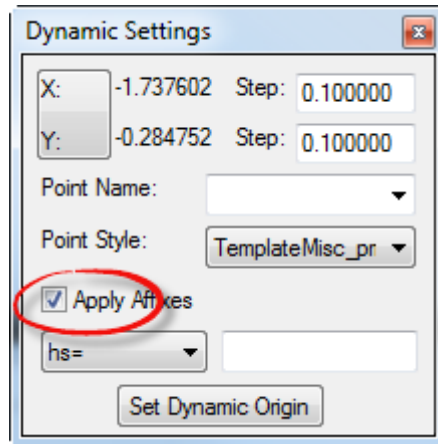 Dynamic Settings
X: -1.737602 Step: 0.100000
Y: -0.284752 Step: 0.100000
Point Name:
Point Style: TemplateMisc_pr
Apply Affixes
hs=
Set Dynamic Origin